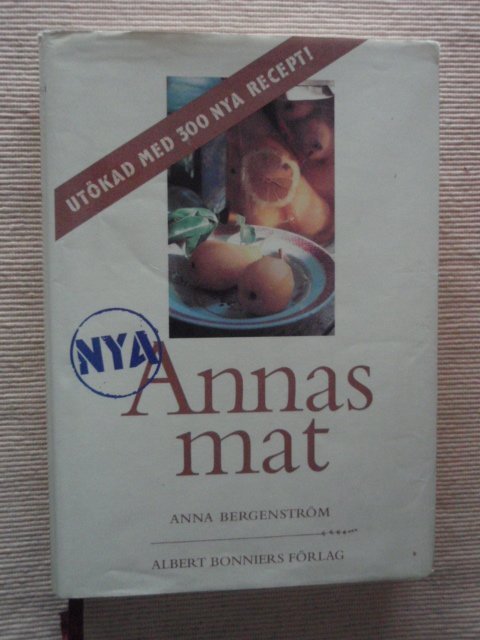 UTÖKAD MED 300 NYA RECEPT!
NYA
Annas
mat
ANNA BERGENSTRÖM
ALBERT BONNIERS FÖRLAG